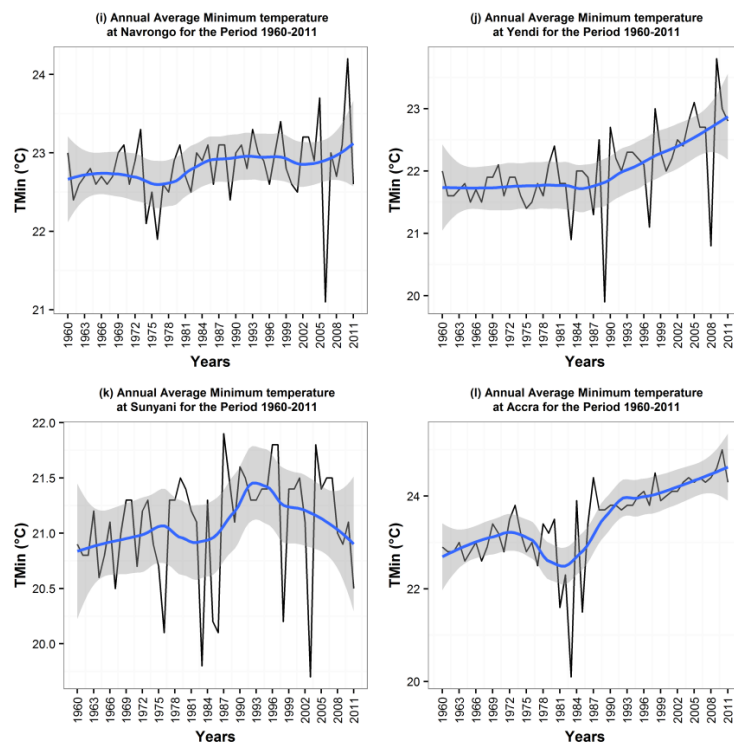 (i) Annual Average Minimum temperature
at Navrongo for the Period 1960-2011
TMin (°C)
24
23
22
21
1960 1963 1966 1969 1972 1975 1978 1981 1984 1987 1990 1993 1996 1999 2002 2005 2008 2011
Years
(j) Annual Average Minimum temperature
at Yendi for the Period 1960-2011
TMin (°C)
23
22
21
20
1960 1963 1966 1969 1972 1975 1978 1981 1984 1987 1990 1993 1996 1999 2002 2005 2008 2011
Years
(k) Annual Average Minimum temperature
at Sunyani for the Period 1960-2011
TMin (°C)
22.0
21.5
21.0
20.5
20.0
1960 1963 1966 1969 1972 1975 1978 1981 1984 1987 1990 1993 1996 1999 2002 2005 2008 2011
Years
(l) Annual Average Minimum temperature
at Accra for the Period 1960-2011
TMin (°C)
24
22
20
1960 1963 1966 1969 1972 1975 1978 1981 1984 1987 1990 1993 1996 1999 2002 2005 2008 2011
Years